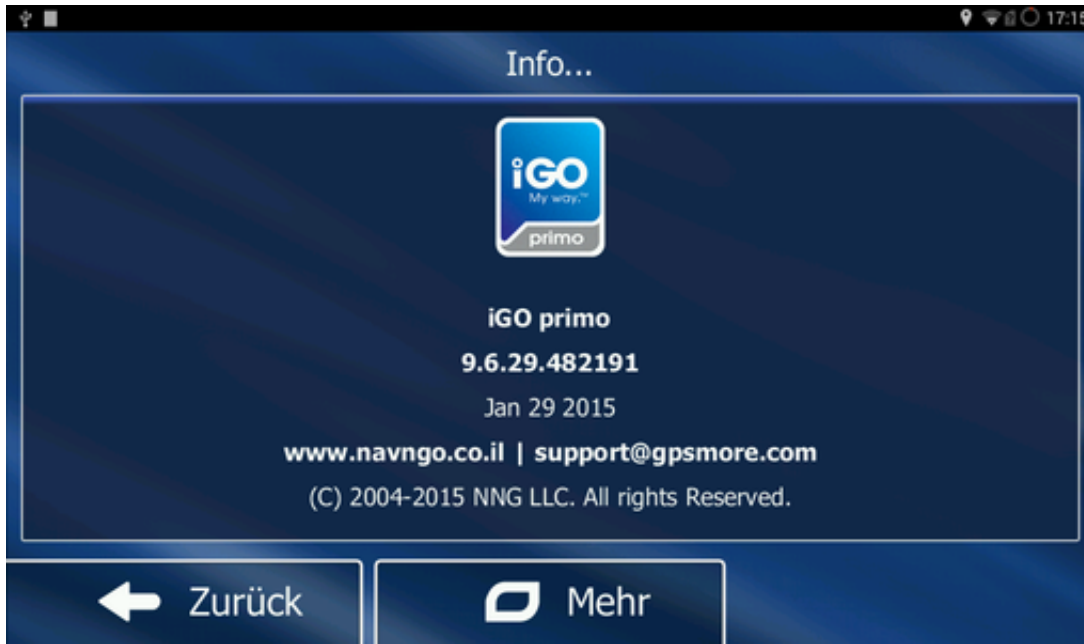 17:15
Info...
iGO
My way.™
primo
iGO primo
9.6.29.482191
Jan 29 2015
www.navngo.co.il | support@gpsmore.com
(C) 2004-2015 NNG LLC. All rights Reserved.
Zurück
Mehr